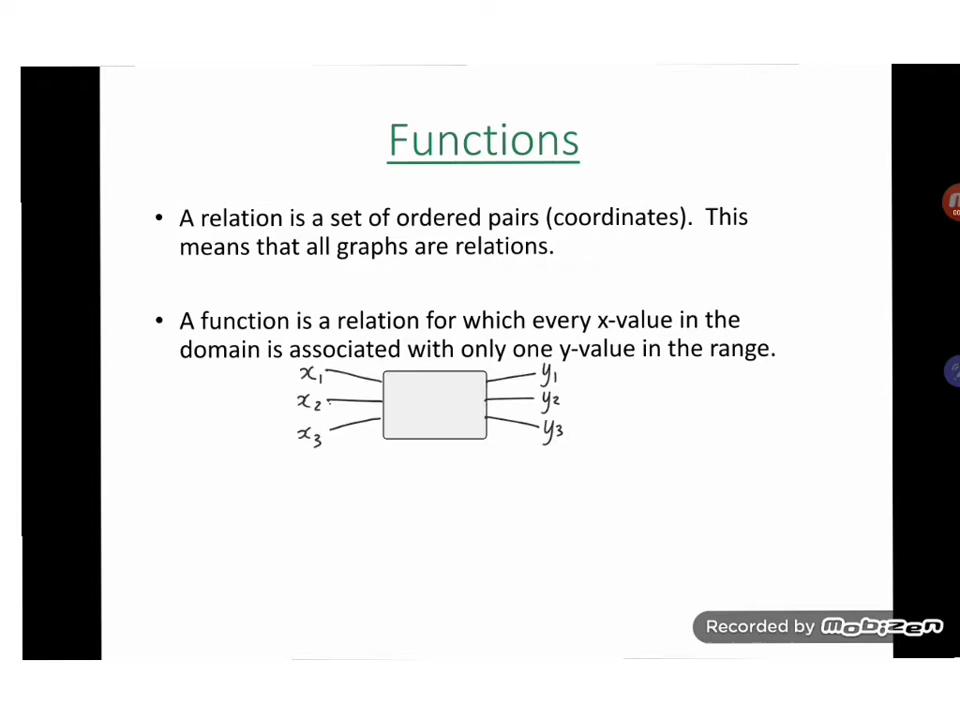 Functions
• A relation is a set of ordered pairs (coordinates). This
means that all graphs are relations.
• A function is a relation for which every x-value in the
domain is associated with only one y-value in the range.
x₁ y₁
x₂ y₂
x₃ y₃
Recorded by mobizen